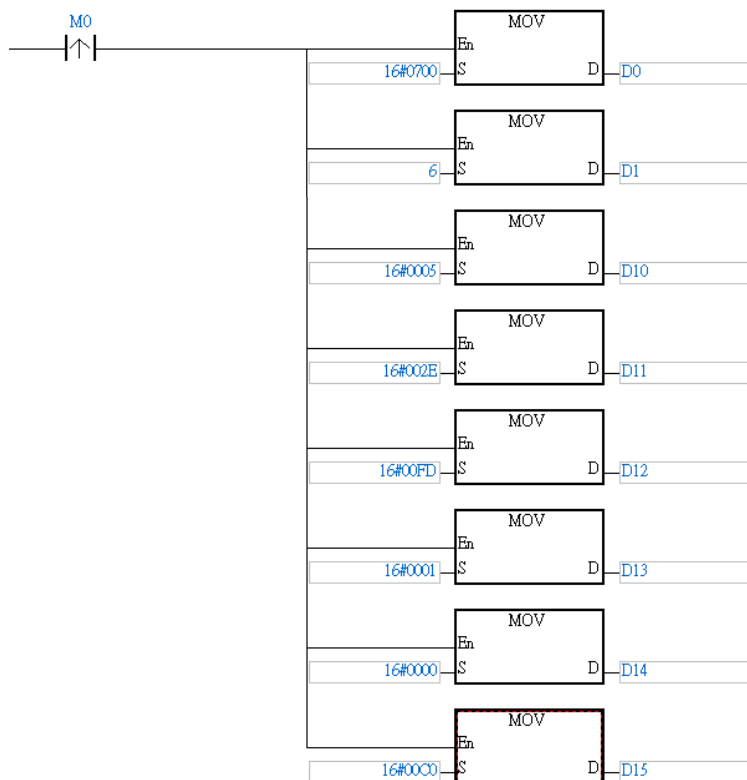 M0
MOV
En
16#0700 S D D0
MOV
En
6 S D D1
MOV
En
16#0005 S D D10
MOV
En
16#002E S D D11
MOV
En
16#00FD S D D12
MOV
En
16#0001 S D D13
MOV
En
16#0000 S D D14
MOV
En
16#00C0 S D D15